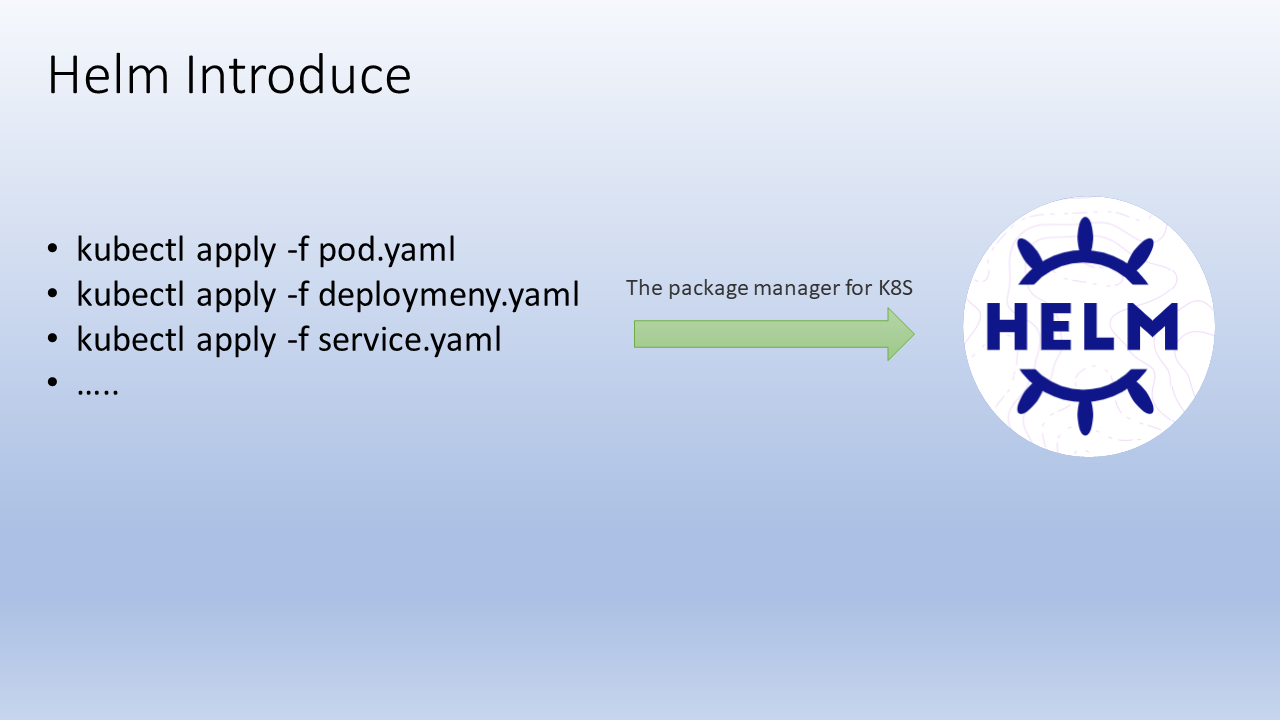 Helm Introduce
• kubectl apply -f pod.yaml
• kubectl apply -f deploymeny.yaml
• kubectl apply -f service.yaml
• …..
The package manager for K8S
HELM